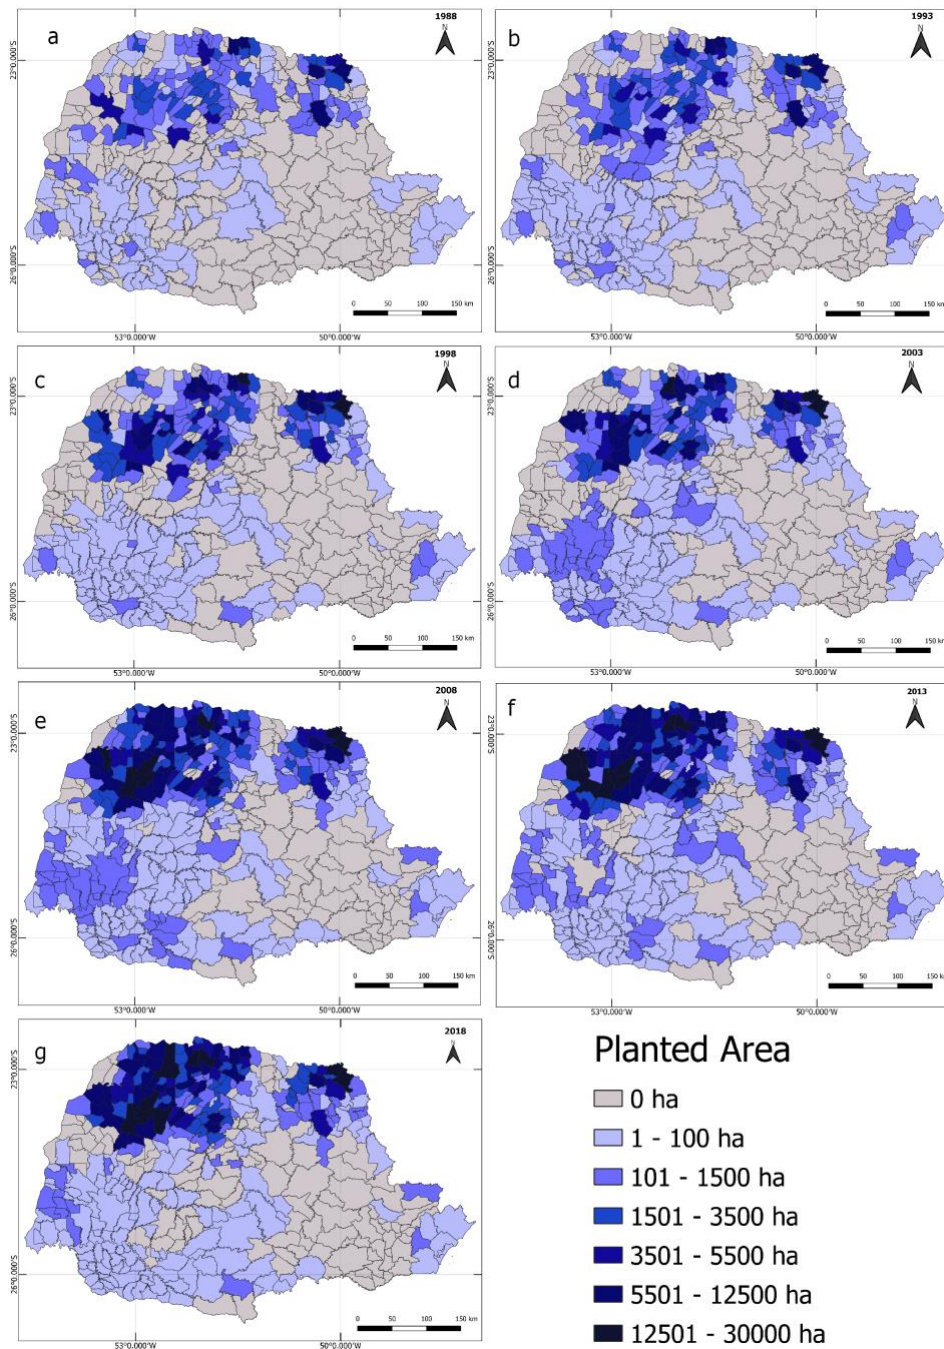 1988
a
N
23°0.000'S
26°0.000'S
0 50 100 150 km
53°0.000'W 50°0.000'W
1993
b
N
23°0.000'S
26°0.000'S
0 50 100 150 km
53°0.000'W 50°0.000'W
1998
c
N
23°0.000'S
26°0.000'S
0 50 100 150 km
53°0.000'W 50°0.000'W
2003
d
N
23°0.000'S
26°0.000'S
0 50 100 150 km
53°0.000'W 50°0.000'W
2008
e
N
23°0.000'S
26°0.000'S
0 50 100 150 km
53°0.000'W 50°0.000'W
2013
f
N
23°0.000'S
26°0.000'S
0 50 100 150 km
53°0.000'W 50°0.000'W
2018
g
N
23°0.000'S
26°0.000'S
0 50 100 150 km
53°0.000'W 50°0.000'W
Planted Area
0 ha
1 - 100 ha
101 - 1500 ha
1501 - 3500 ha
3501 - 5500 ha
5501 - 12500 ha
12501 - 30000 ha